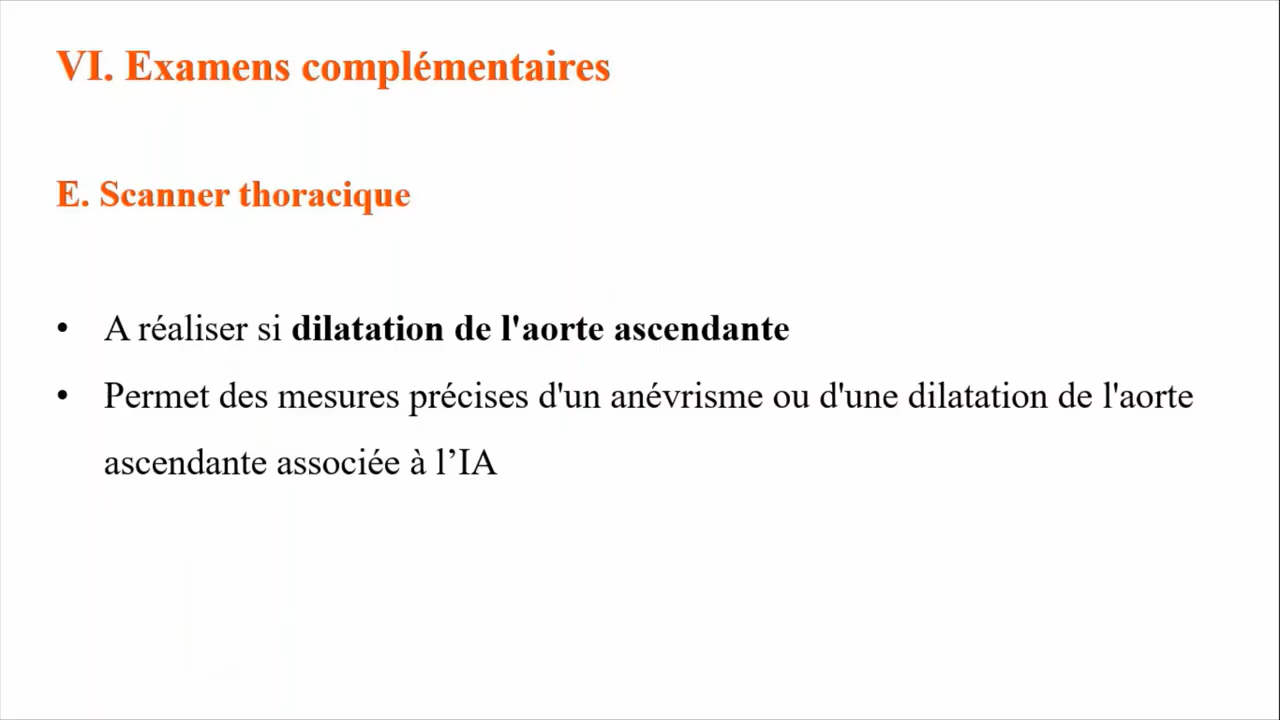 VI. Examens complémentaires
E. Scanner thoracique
• A réaliser si dilatation de l'aorte ascendante
• Permet des mesures précises d'un anévrisme ou d'une dilatation de l'aorte
ascendante associée à l’IA